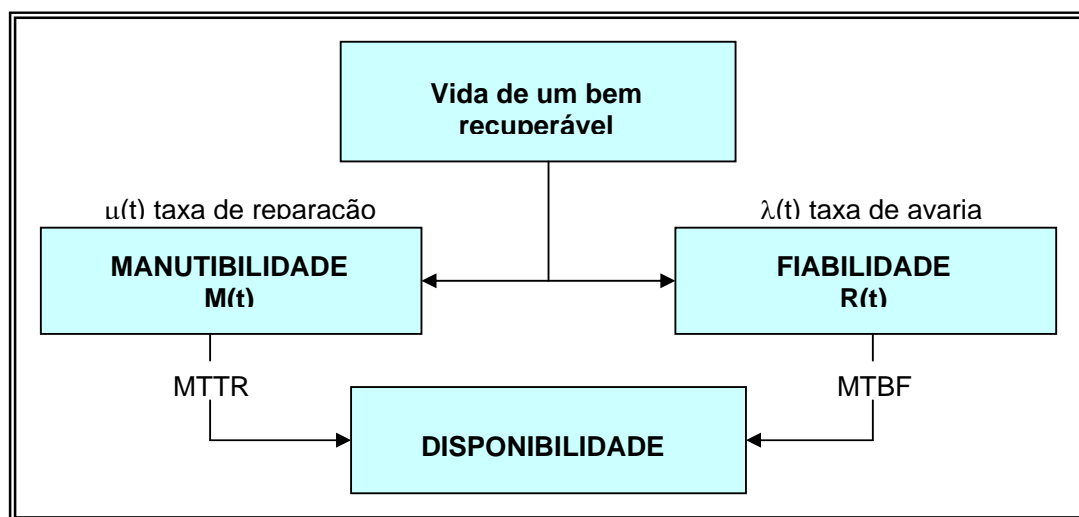 Vida de um bem
recuperável
μ(t) taxa de reparação
λ(t) taxa de avaria
MANUTIBILIDADE
M(t)
FIABILIDADE
R(t)
MTTR
MTBF
DISPONIBILIDADE